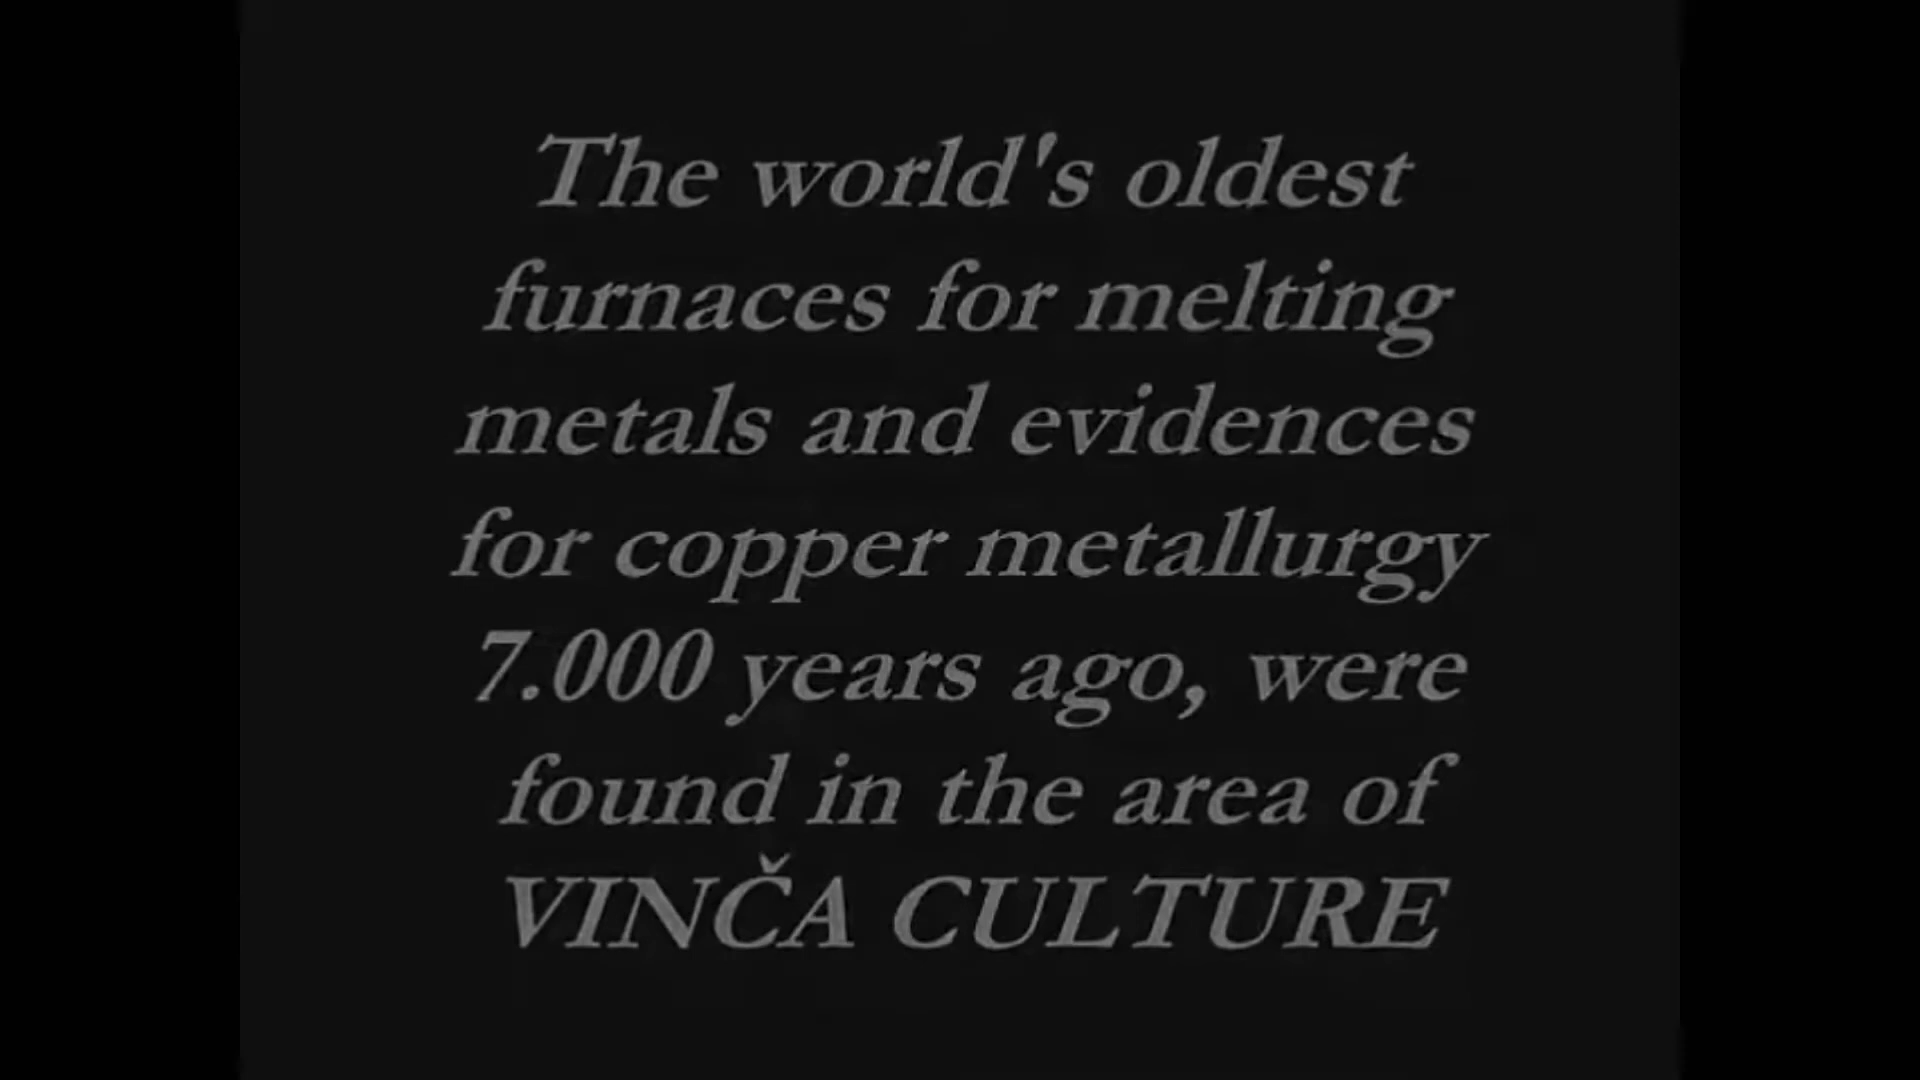 The world's oldest
furnaces for melting
metals and evidences
for copper metallurgy
7.000 years ago, were
found in the area of
VINČA CULTURE